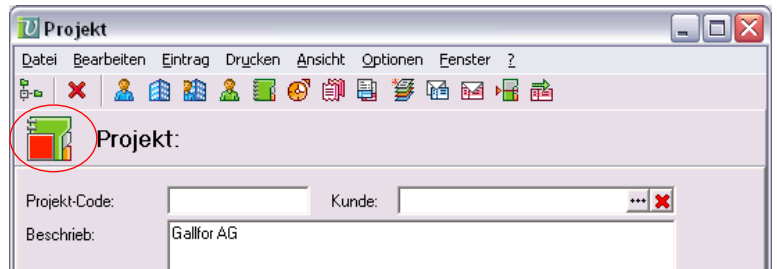 Projekt
Datei Bearbeiten Eintrag Drucken Ansicht Optionen Fenster ?
Projekt:
Projekt-Code: Kunde: ...
Beschrieb: Gallfor AG